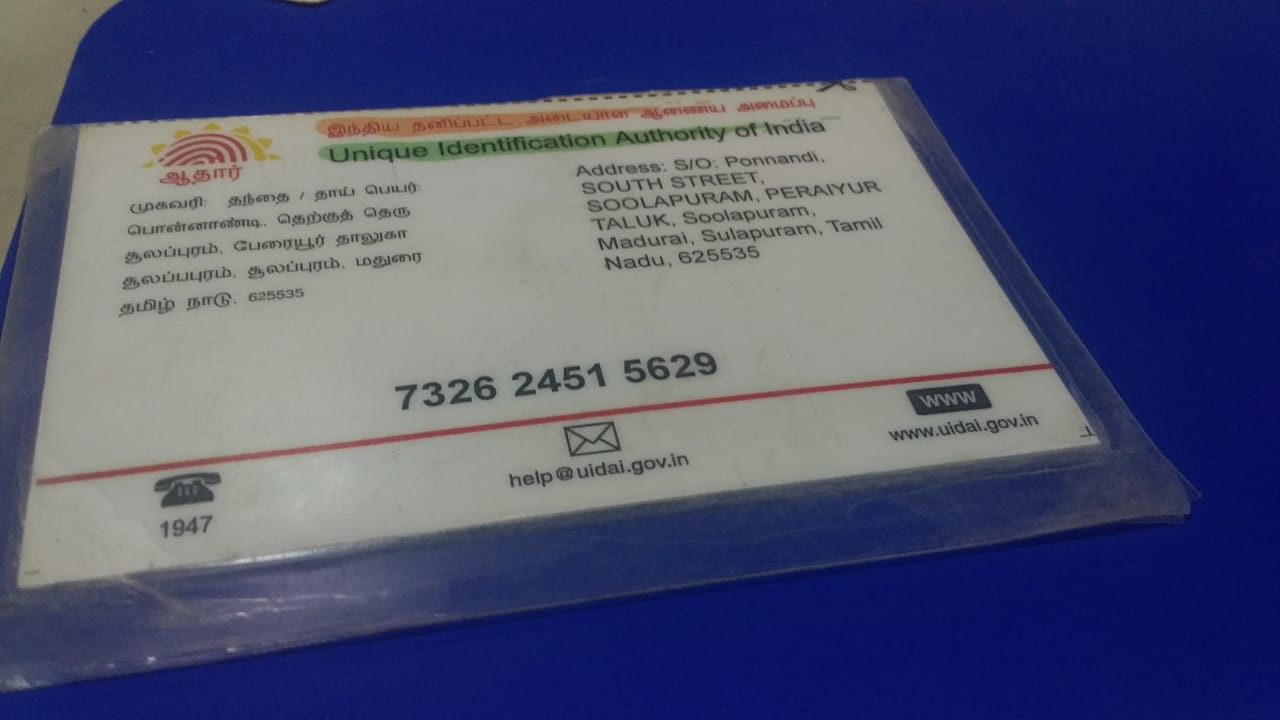 இந்திய தனிப்பட்ட அடையாள ஆணைய அமைப்பு
Unique Identification Authority of India
ஆதார்
முகவரி: தந்தை / தாய் பெயர்:
பொன்னாண்டி, தெற்குத் தெரு
சூலப்புரம், பேரையூர் தாலுகா
சூலப்பபுரம், சூலப்புரம், மதுரை
தமிழ் நாடு, 625535
Address: S/O: Ponnandi,
SOUTH STREET,
SOOLAPURAM, PERAIYUR
TALUK, Soolapuram,
Madurai, Sulapuram, Tamil
Nadu, 625535
7326 2451 5629
1947
help@uidai.gov.in
www
www.uidai.gov.in